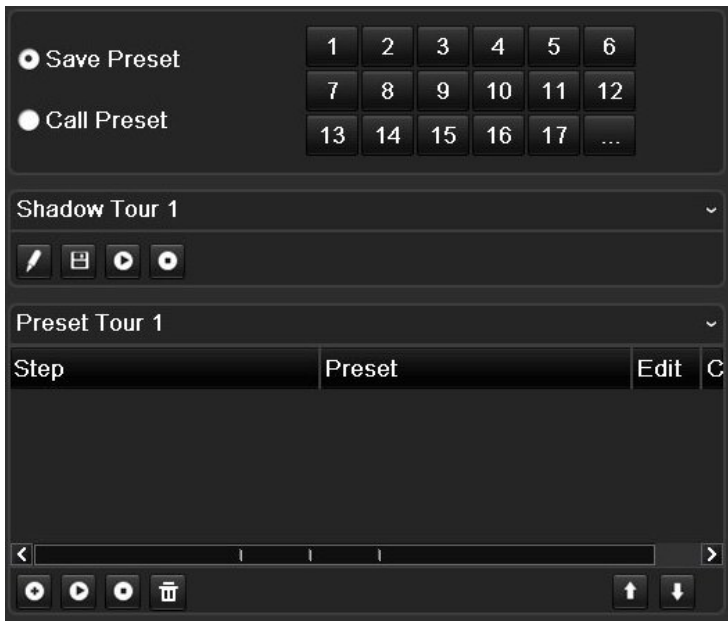 Save Preset
Call Preset
1 2 3 4 5 6
7 8 9 10 11 12
13 14 15 16 17 ...
Shadow Tour 1
Preset Tour 1
Step Preset Edit C